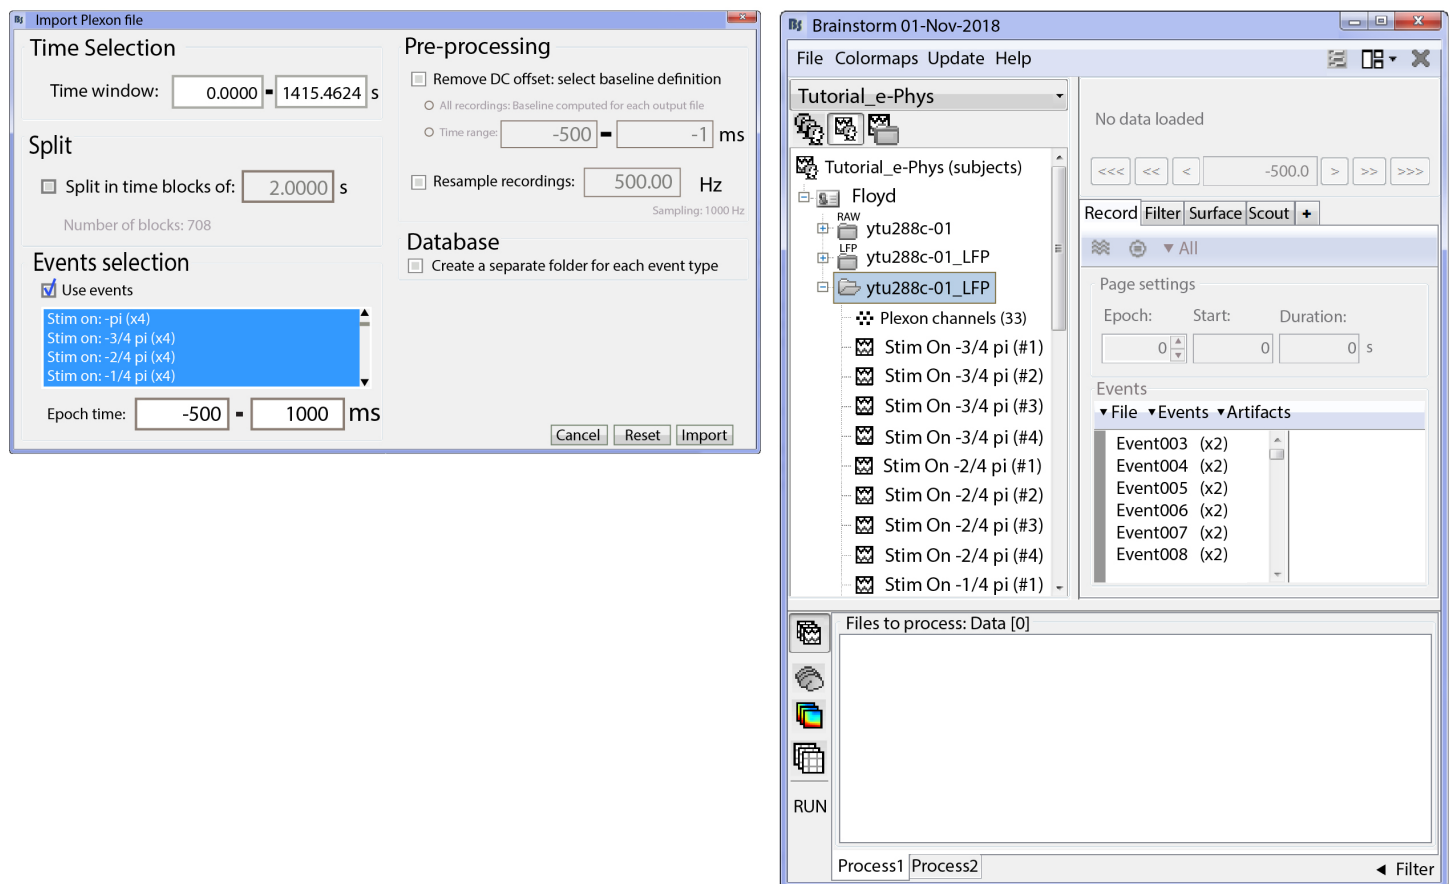 Import Plexon file
Time Selection
Time window: 0.0000 - 1415.4624 s
Split
Split in time blocks of: 2.0000 s
Number of blocks: 708
Events selection
Use events
Stim on: -pi (x4)
Stim on: -3/4 pi (x4)
Stim on: -2/4 pi (x4)
Stim on: -1/4 pi (x4)
Epoch time: -500 - 1000 ms
Pre-processing
Remove DC offset: select baseline definition
All recordings: Baseline computed for each output file
Time range: -500 - -1 ms
Resample recordings: 500.00 Hz
Sampling: 1000 Hz
Database
Create a separate folder for each event type
Cancel Reset Import
Brainstorm 01-Nov-2018
File Colormaps Update Help
Tutorial_e-Phys
Tutorial_e-Phys (subjects)
Floyd
RAW
ytu288c-01
LFP
ytu288c-01_LFP
ytu288c-01_LFP
Plexon channels (33)
Stim On -3/4 pi (#1)
Stim On -3/4 pi (#2)
Stim On -3/4 pi (#3)
Stim On -3/4 pi (#4)
Stim On -2/4 pi (#1)
Stim On -2/4 pi (#2)
Stim On -2/4 pi (#3)
Stim On -2/4 pi (#4)
Stim On -1/4 pi (#1)
No data loaded
<<< << < -500.0 > >> >>>
Record Filter Surface Scout +
All
Page settings
Epoch: Start: Duration:
0 0 0 s
Events
File Events Artifacts
Event003 (x2)
Event004 (x2)
Event005 (x2)
Event006 (x2)
Event007 (x2)
Event008 (x2)
Files to process: Data [0]
RUN
Process1 Process2
Filter